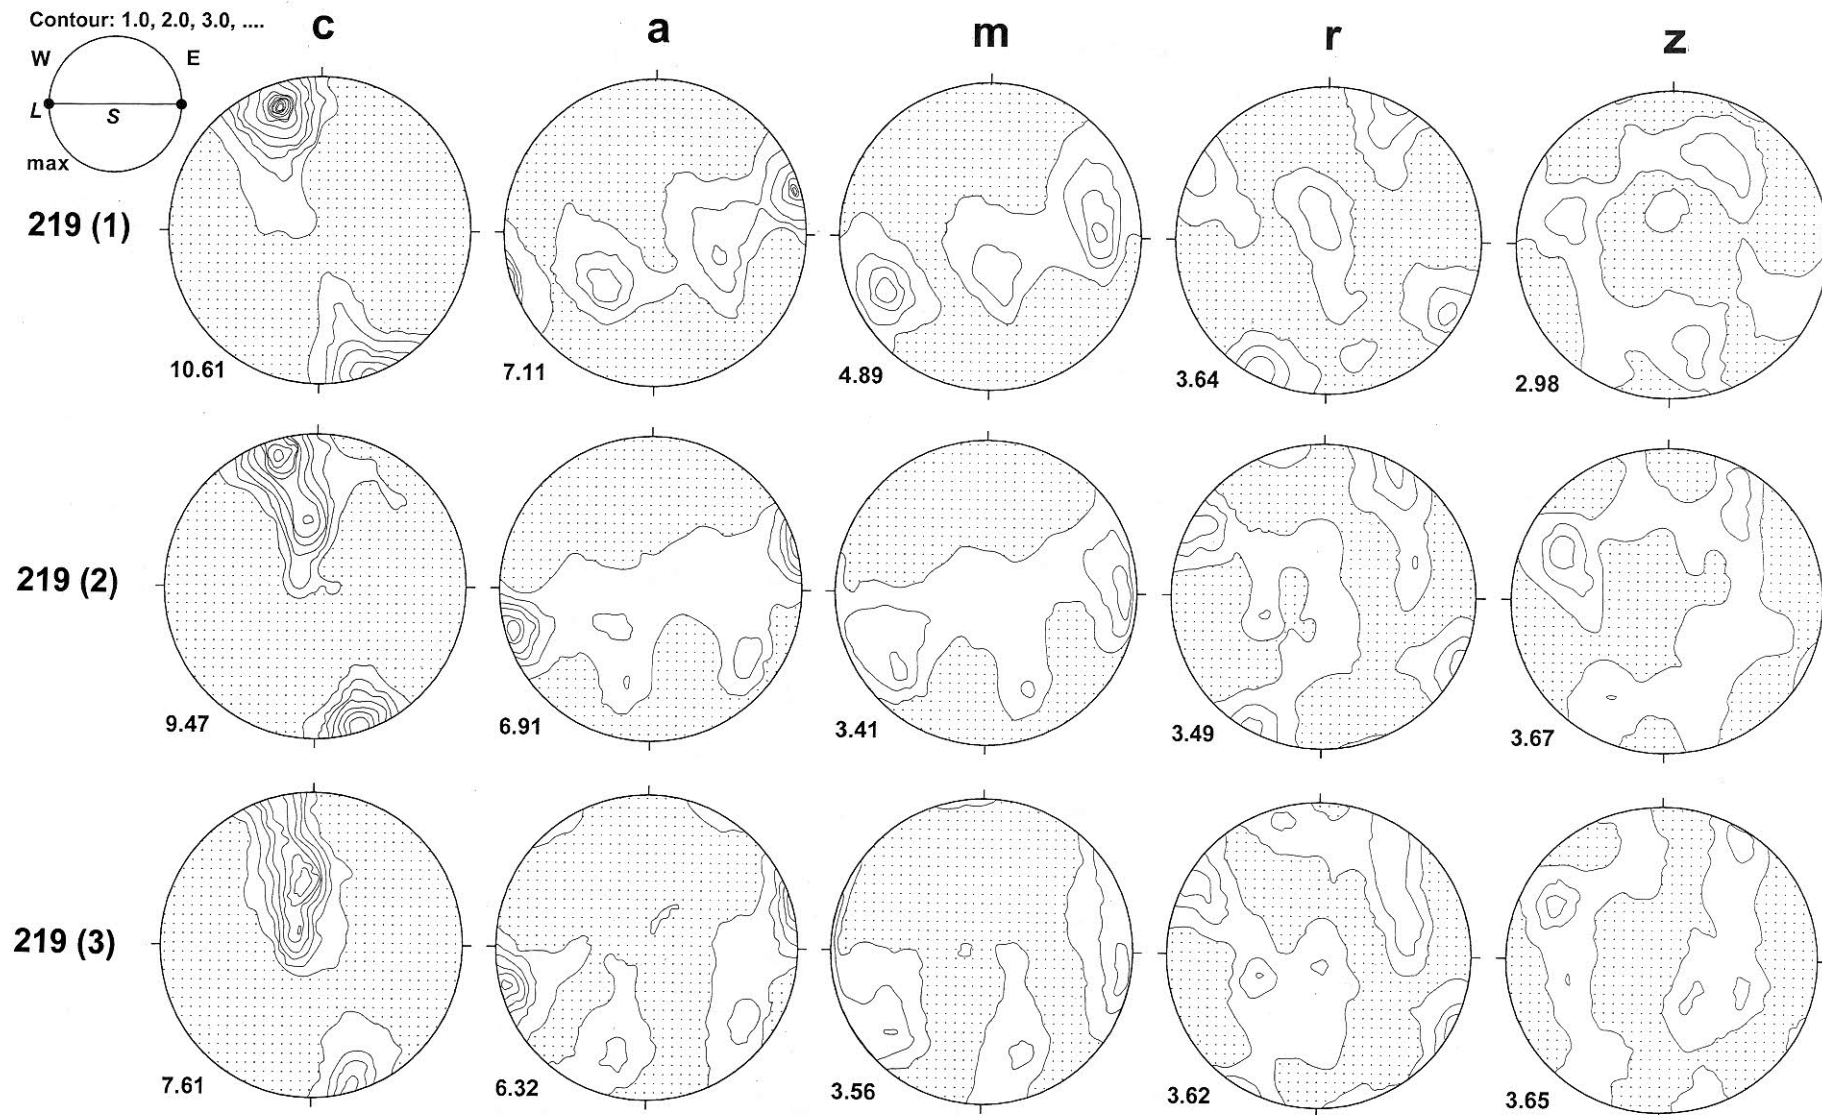 Contour: 1.0, 2.0, 3.0, ....
c a m r z
W E
L S
max
219 (1)
10.61 7.11 4.89 3.64 2.98
219 (2)
9.47 6.91 3.41 3.49 3.67
219 (3)
7.61 6.32 3.56 3.62 3.65